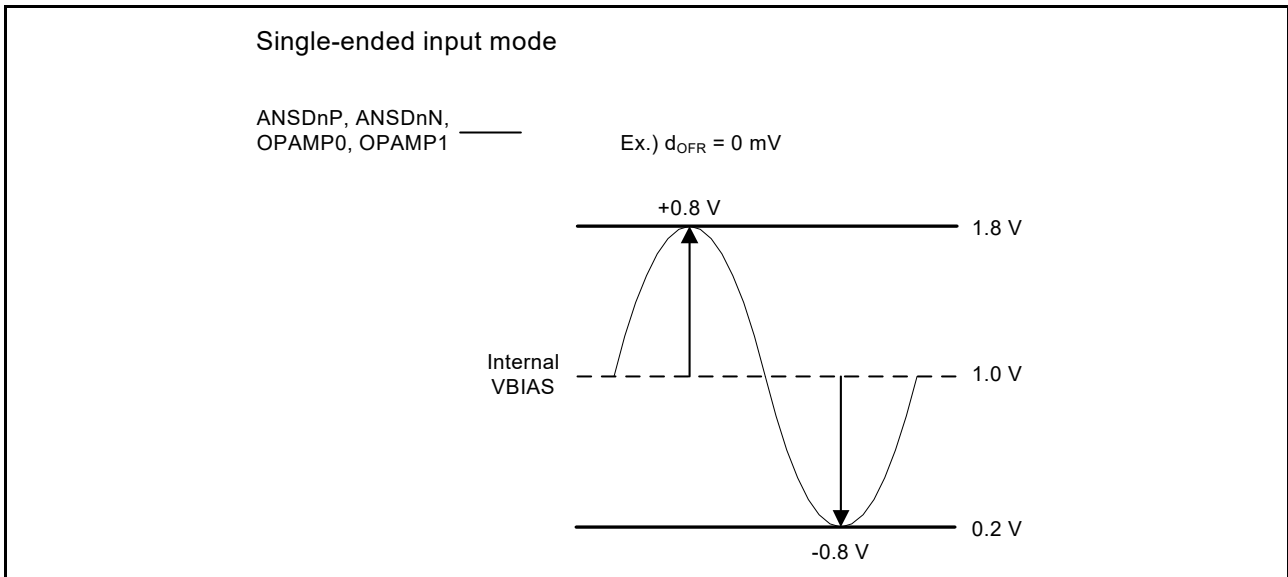 Single-ended input mode
ANSDnP, ANSDnN,
OPAMP0, OPAMP1
Ex.) dOFR = 0 mV
+0.8 V
1.8 V
Internal
VBIAS
1.0 V
0.2 V
-0.8 V